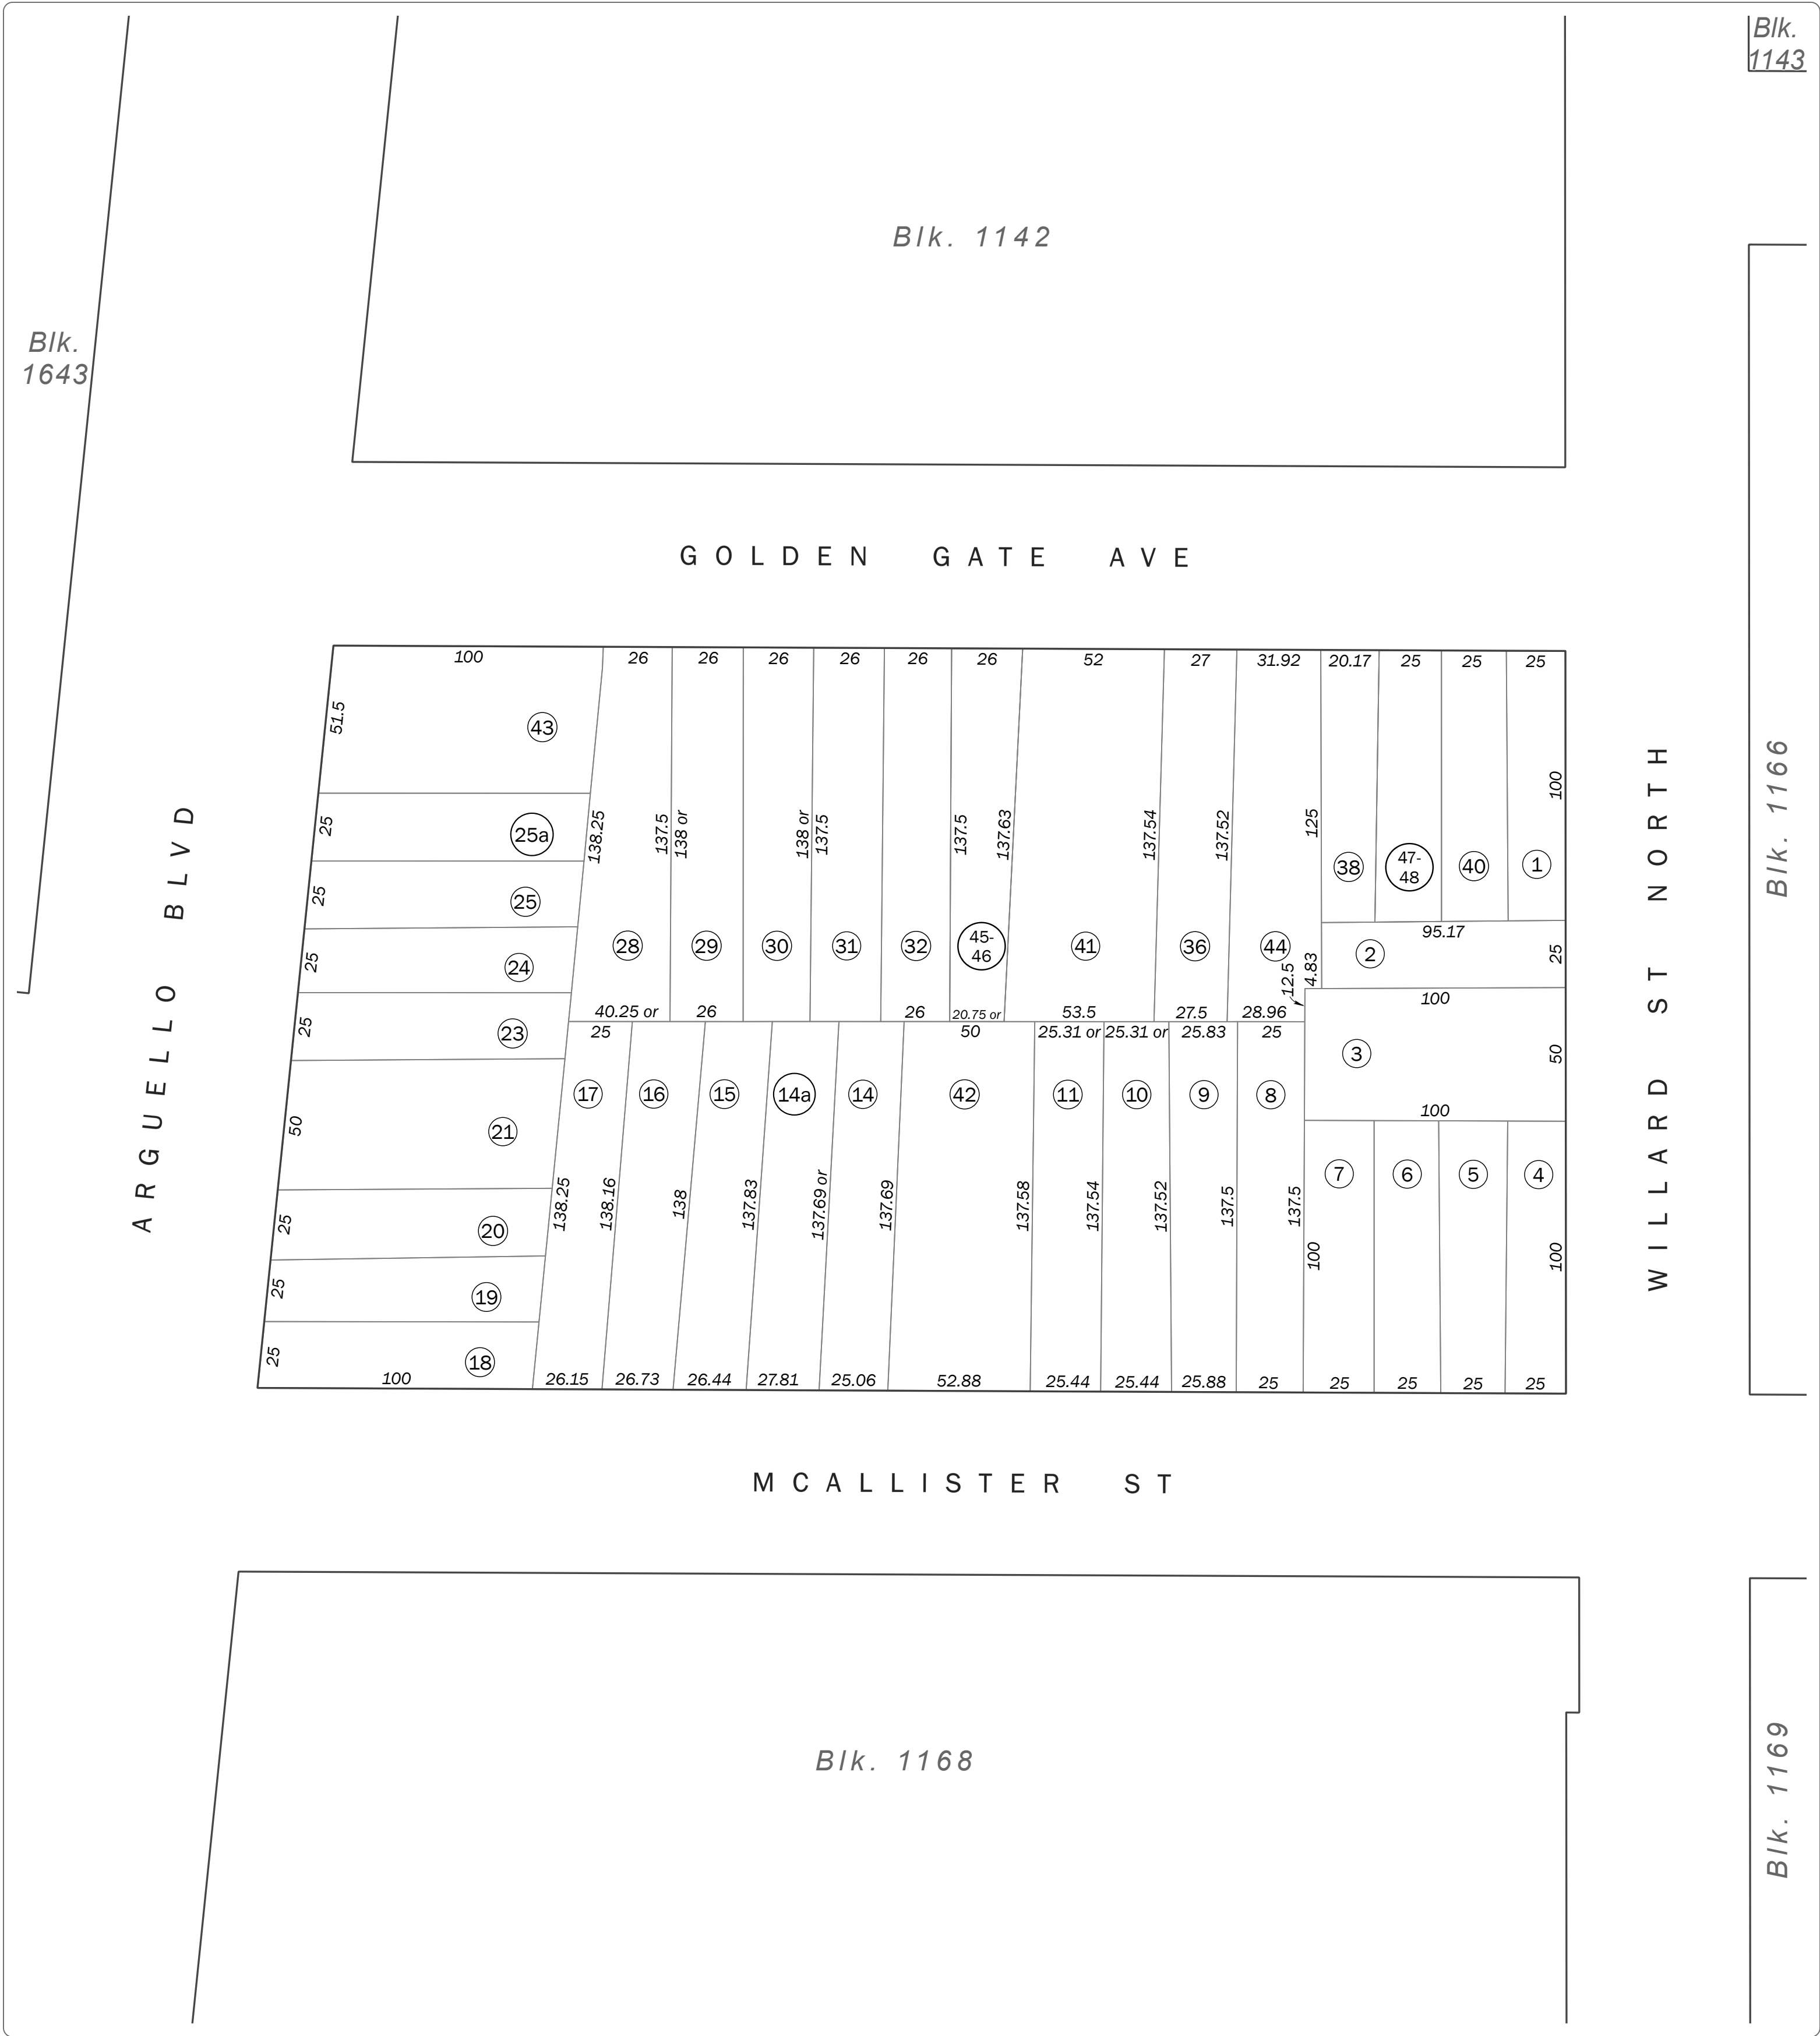 Blk.
1143
Blk. 1142
Blk.
1643
GOLDEN GATE AVE
100 26 26 26 26 26 26 52 27 31.92 20.17 25 25 25
51.5
43
25
25a
25
25
25
24
25
23
50
21
25
20
25
19
25
18
100
138.25
137.5
138 or
138 or
137.5
137.5
137.63
137.54
137.52
125
100
38
47-
48
40
1
95.17
2
25
28 29 30 31 32
45-
46
41 36 44
12.5
4.83
40.25 or 26 26 20.75 or 53.5 27.5 28.96
100
3
50
100
25 50 25.31 or 25.31 or 25.83 25
17 16 15 14a 14 42 11 10 9 8
7 6 5 4
138.25
138.16
138
137.83
137.69 or
137.69
137.58
137.54
137.52
137.5
137.5
100
100
26.15 26.73 26.44 27.81 25.06 52.88 25.44 25.44 25.88 25 25 25 25 25
ARGUELLO BLVD
WILLARD ST NORTH
Blk. 1166
MCALLISTER ST
Blk. 1168
Blk. 1169